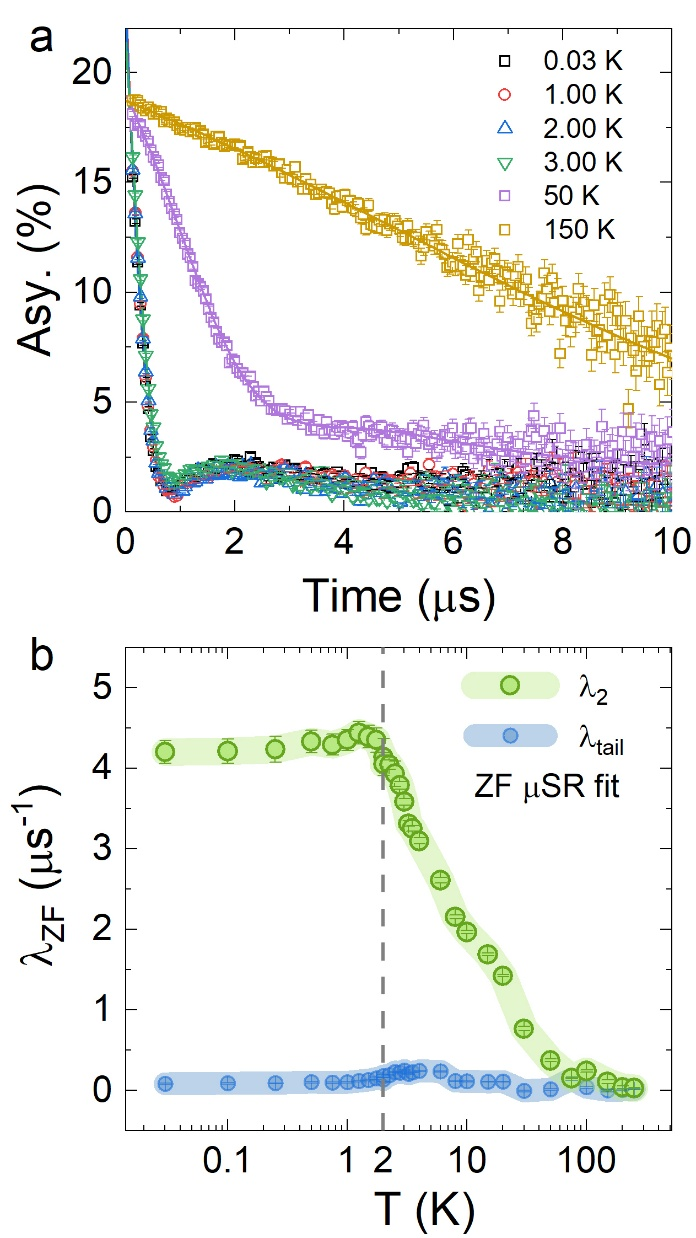 a
20
15
10
5
0
Asy. (%)
0.03 K
1.00 K
2.00 K
3.00 K
50 K
150 K
0 2 4 6 8 10
Time (μs)
b
5
4
3
2
1
0
λZF (μs-1)
λ2
λtail
ZF μSR fit
0.1 1 2 10 100
T (K)